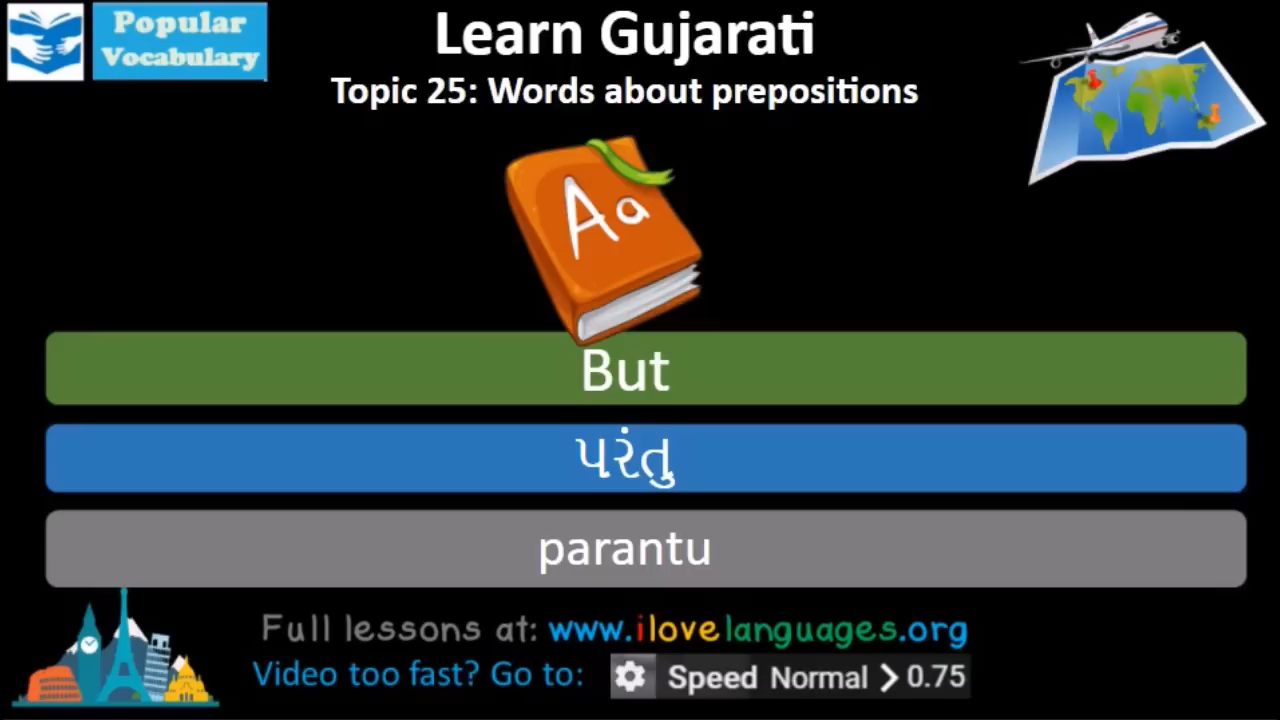 Popular
Vocabulary
Learn Gujarati
Topic 25: Words about prepositions
Aa
But
પરંતુ
parantu
Full lessons at: www.ilovelanguages.org
Video too fast? Go to: Speed Normal > 0.75